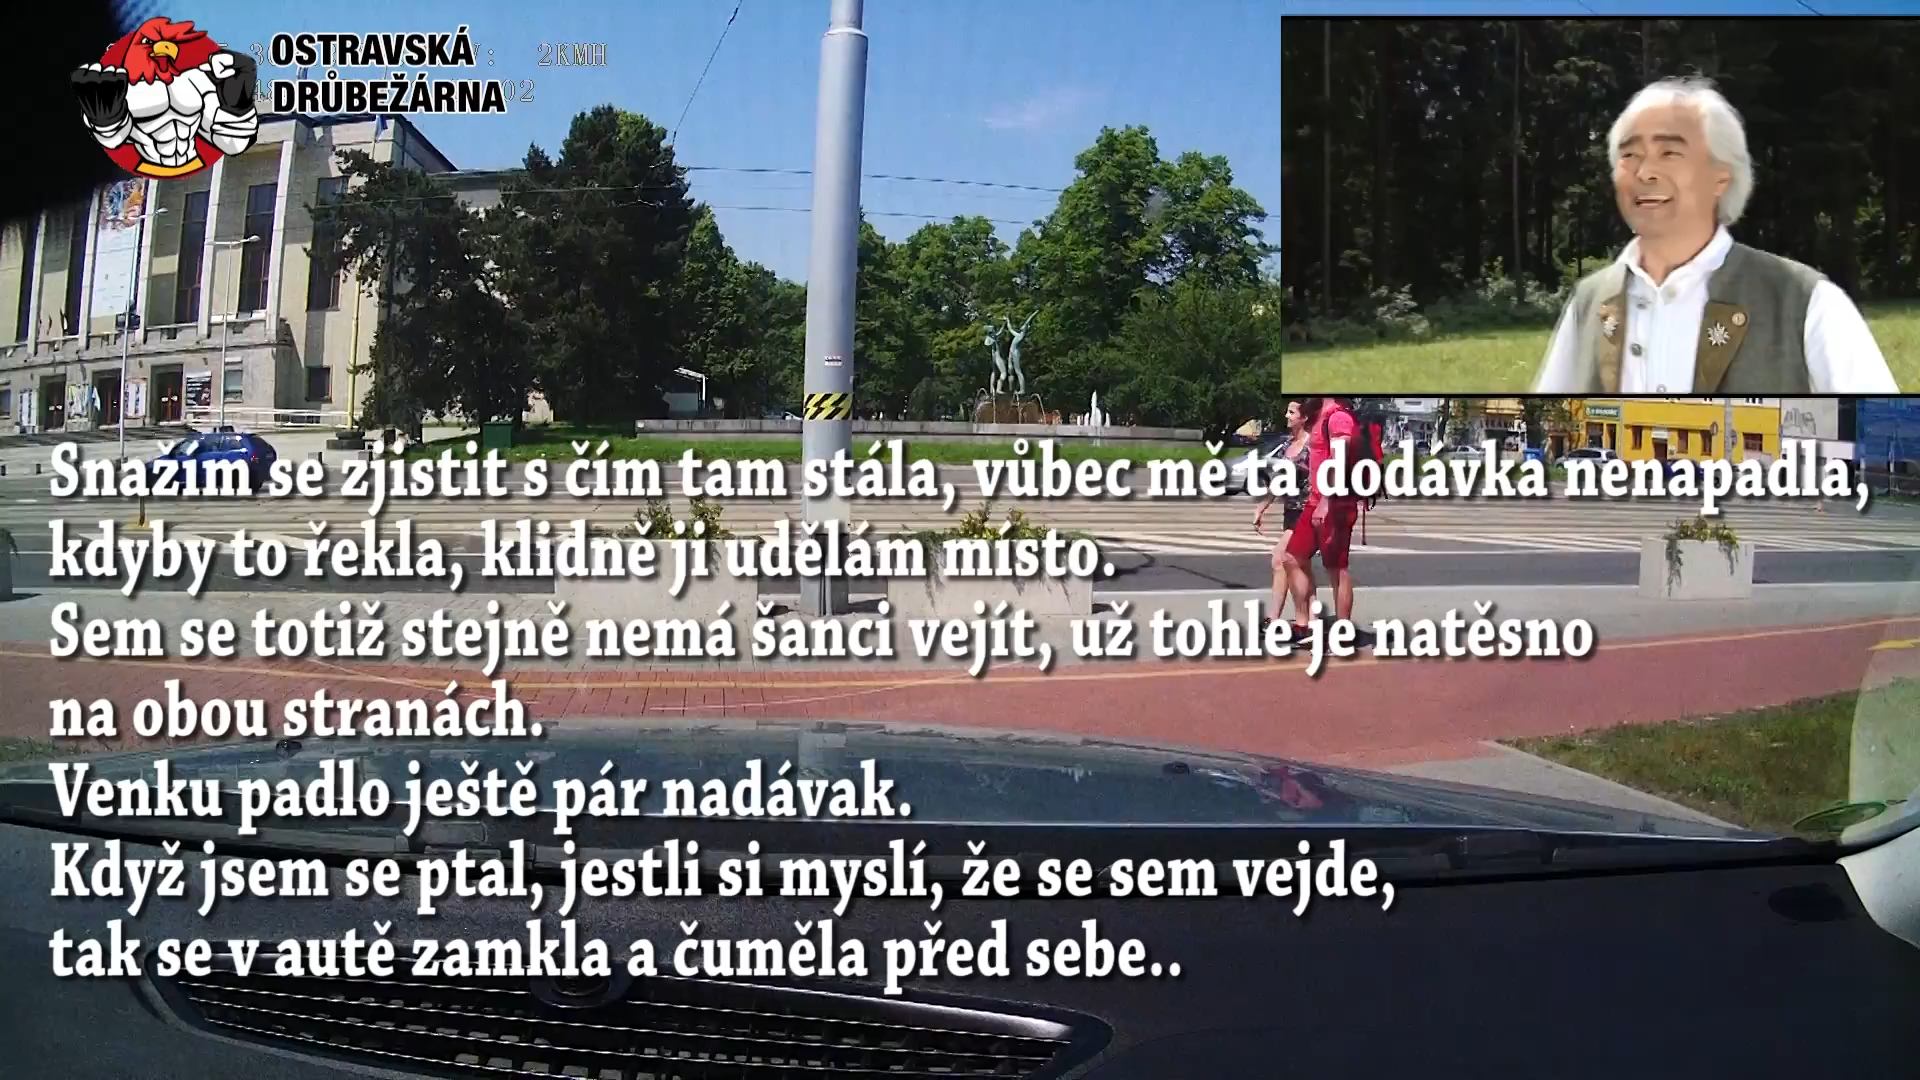 OSTRAVSKÁ
DRŮBEŽÁRNA
2KMH
02
Snažím se zjistit s čím tam stála, vůbec mě ta dodávka nenapadla,
kdyby to řekla, klidně ji udělám místo.
Sem se totiž stejně nemá šanci vejít, už tohle je natěsno
na obou stranách.
Venku padlo ještě pár nadávak.
Když jsem se ptal, jestli si myslí, že se sem vejde,
tak se v autě zamkla a čuměla před sebe..